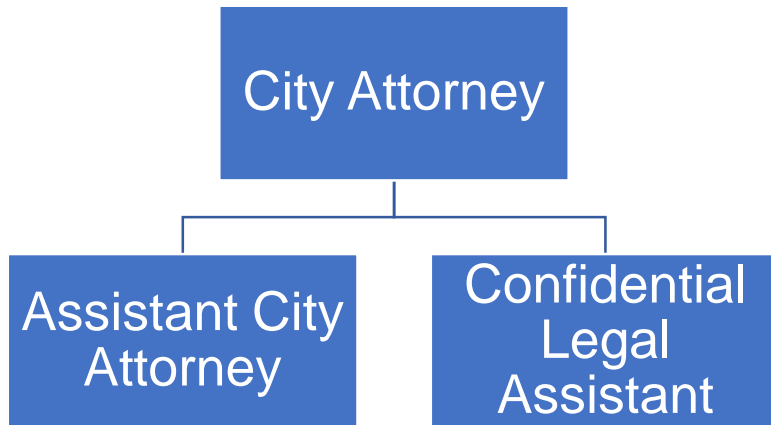 City Attorney
Assistant City
Attorney
Confidential
Legal
Assistant